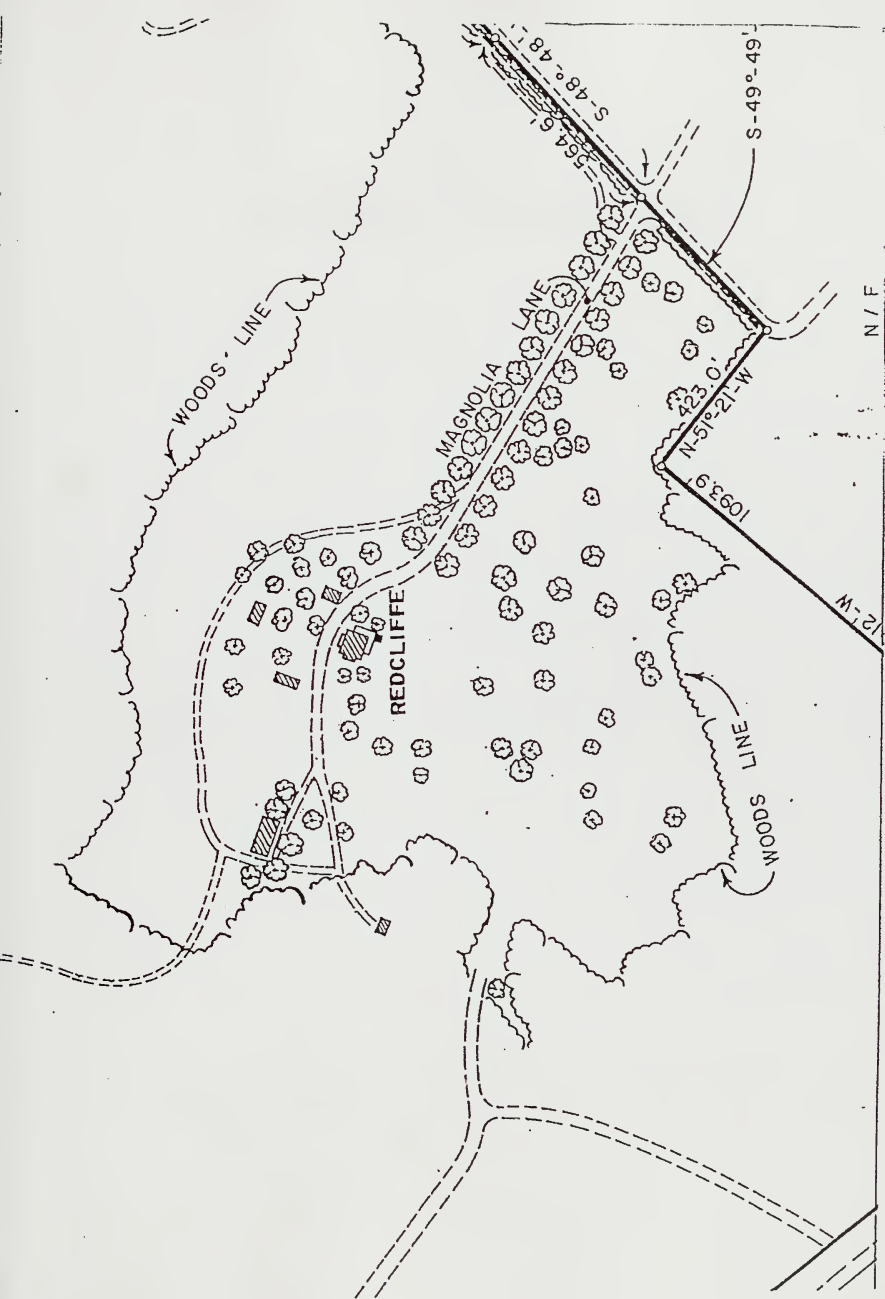 S-48°-48'
564.6'
S-49°-49'
WOODS' LINE
MAGNOLIA LANE
N/F
423.0'
N-51°-21'-W
1093.9'
12'-W
REDCLIFFE
WOODS LINE